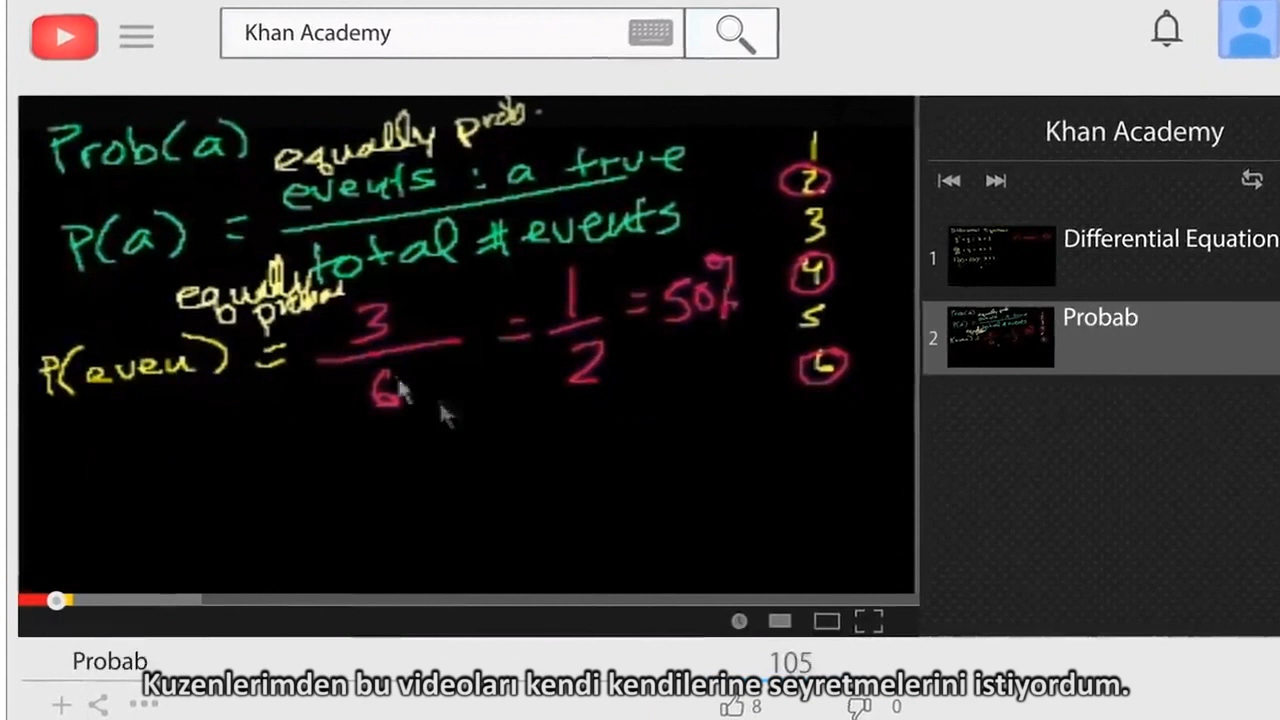 Khan Academy
Prob(a)
equally prob.
P(a) = events : a true
total # events
equally
P(even) = 3
6
= 1
2
= 50%
1
2
3
4
5
6
Khan Academy
1
Differential Equation
2
Probab
Probab
105
8
0
Kuzenlerimden bu videoları kendi kendilerine seyretmelerini istiyordum.